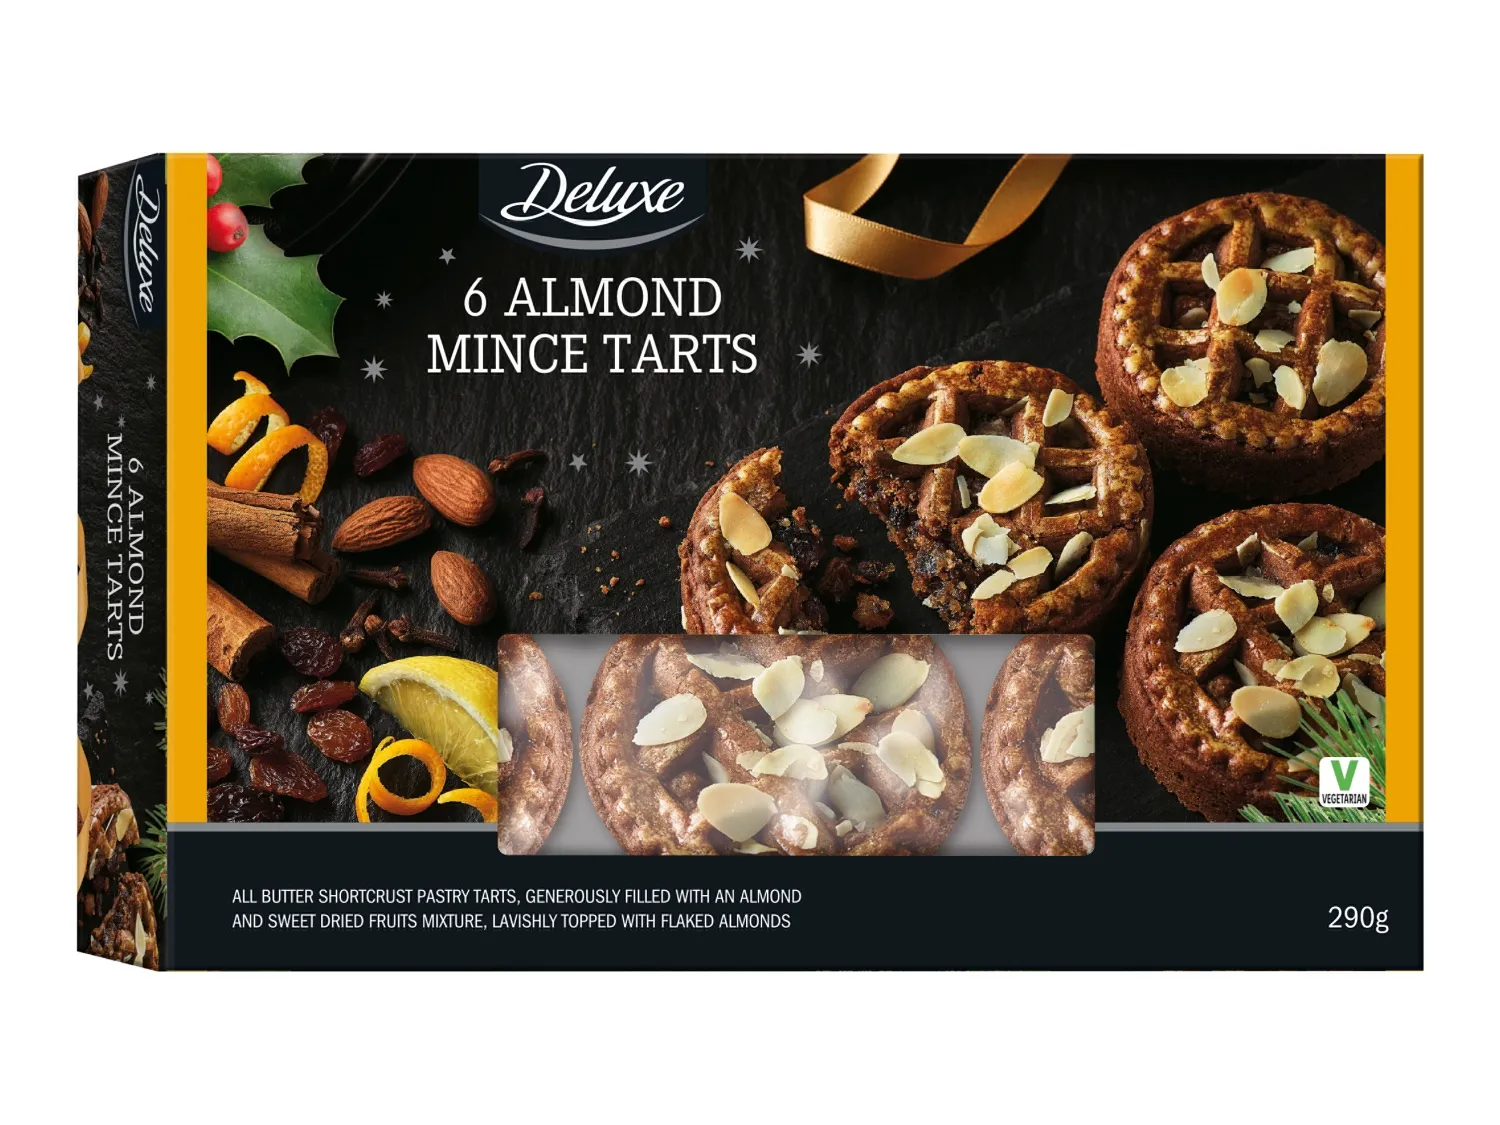 Deluxe
6 ALMOND
MINCE TARTS
Deluxe
6 ALMOND
MINCE TARTS
V
VEGETARIAN
ALL BUTTER SHORTCRUST PASTRY TARTS, GENEROUSLY FILLED WITH AN ALMOND
AND SWEET DRIED FRUITS MIXTURE, LAVISHLY TOPPED WITH FLAKED ALMONDS
290g